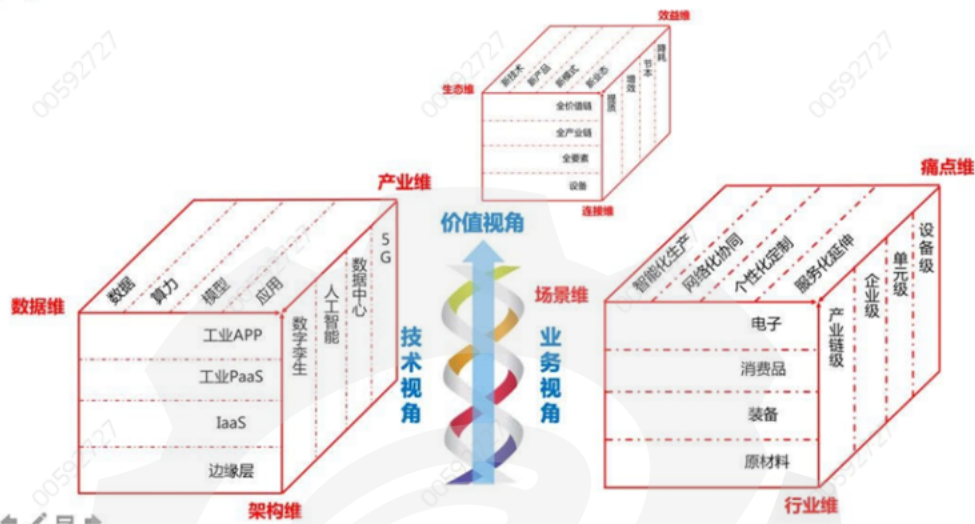 效益维
生态维
新技术
新产品
新模式
新业态
提质
增效
节本
降耗
全价值链
全产业链
全要素
设备
连接维
产业维
数据维
数据
算力
模型
应用
数字孪生
人工智能
数据中心
5G
工业APP
工业PaaS
IaaS
边缘层
架构维
价值视角
技术视角
业务视角
痛点维
场景维
智能化生产
网络化协同
个性化定制
服务化延伸
产业链级
企业级
单元级
设备级
电子
消费品
装备
原材料
行业维
00592727
00592727
00592727
00592727
00592727
00592727